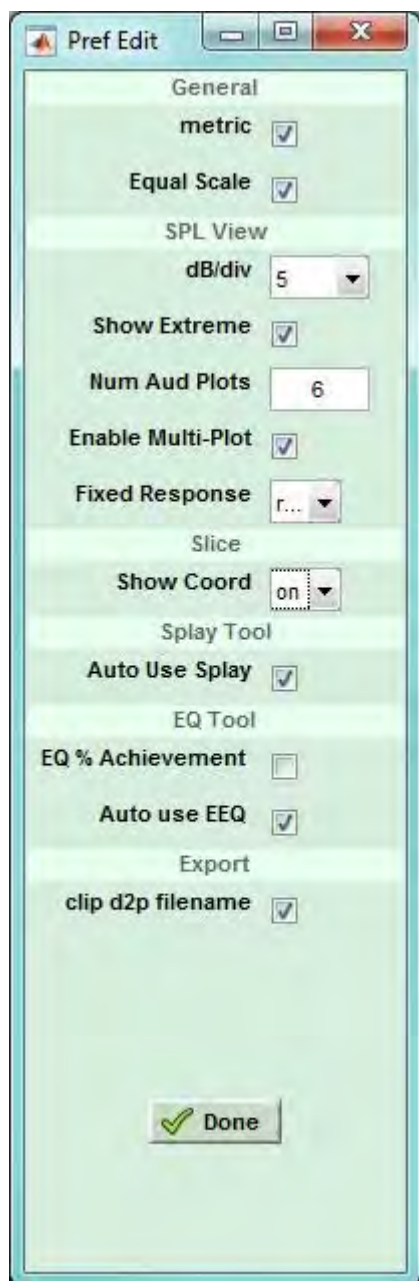 Pref Edit
General
metric
Equal Scale
SPL View
dB/div 5
Show Extreme
Num Aud Plots 6
Enable Multi-Plot
Fixed Response r...
Slice
Show Coord on
Splay Tool
Auto Use Splay
EQ Tool
EQ % Achievement
Auto use EEQ
Export
clip d2p filename
Done